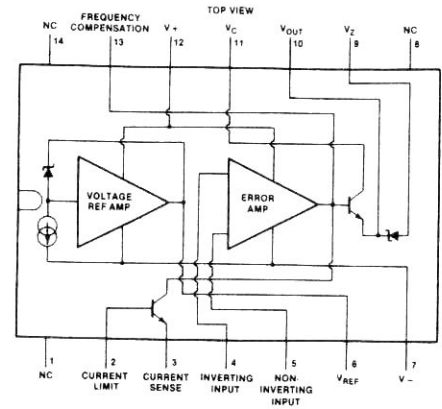 TOP VIEW
NC
14
FREQUENCY
COMPENSATION
13
V +
12
VC
11
VOUT
10
VZ
9
NC
8
VOLTAGE
REF AMP
ERROR
AMP
1
NC
2
CURRENT
LIMIT
3
CURRENT
SENSE
4
INVERTING
INPUT
5
NON-
INVERTING
INPUT
6
VREF
7
V −